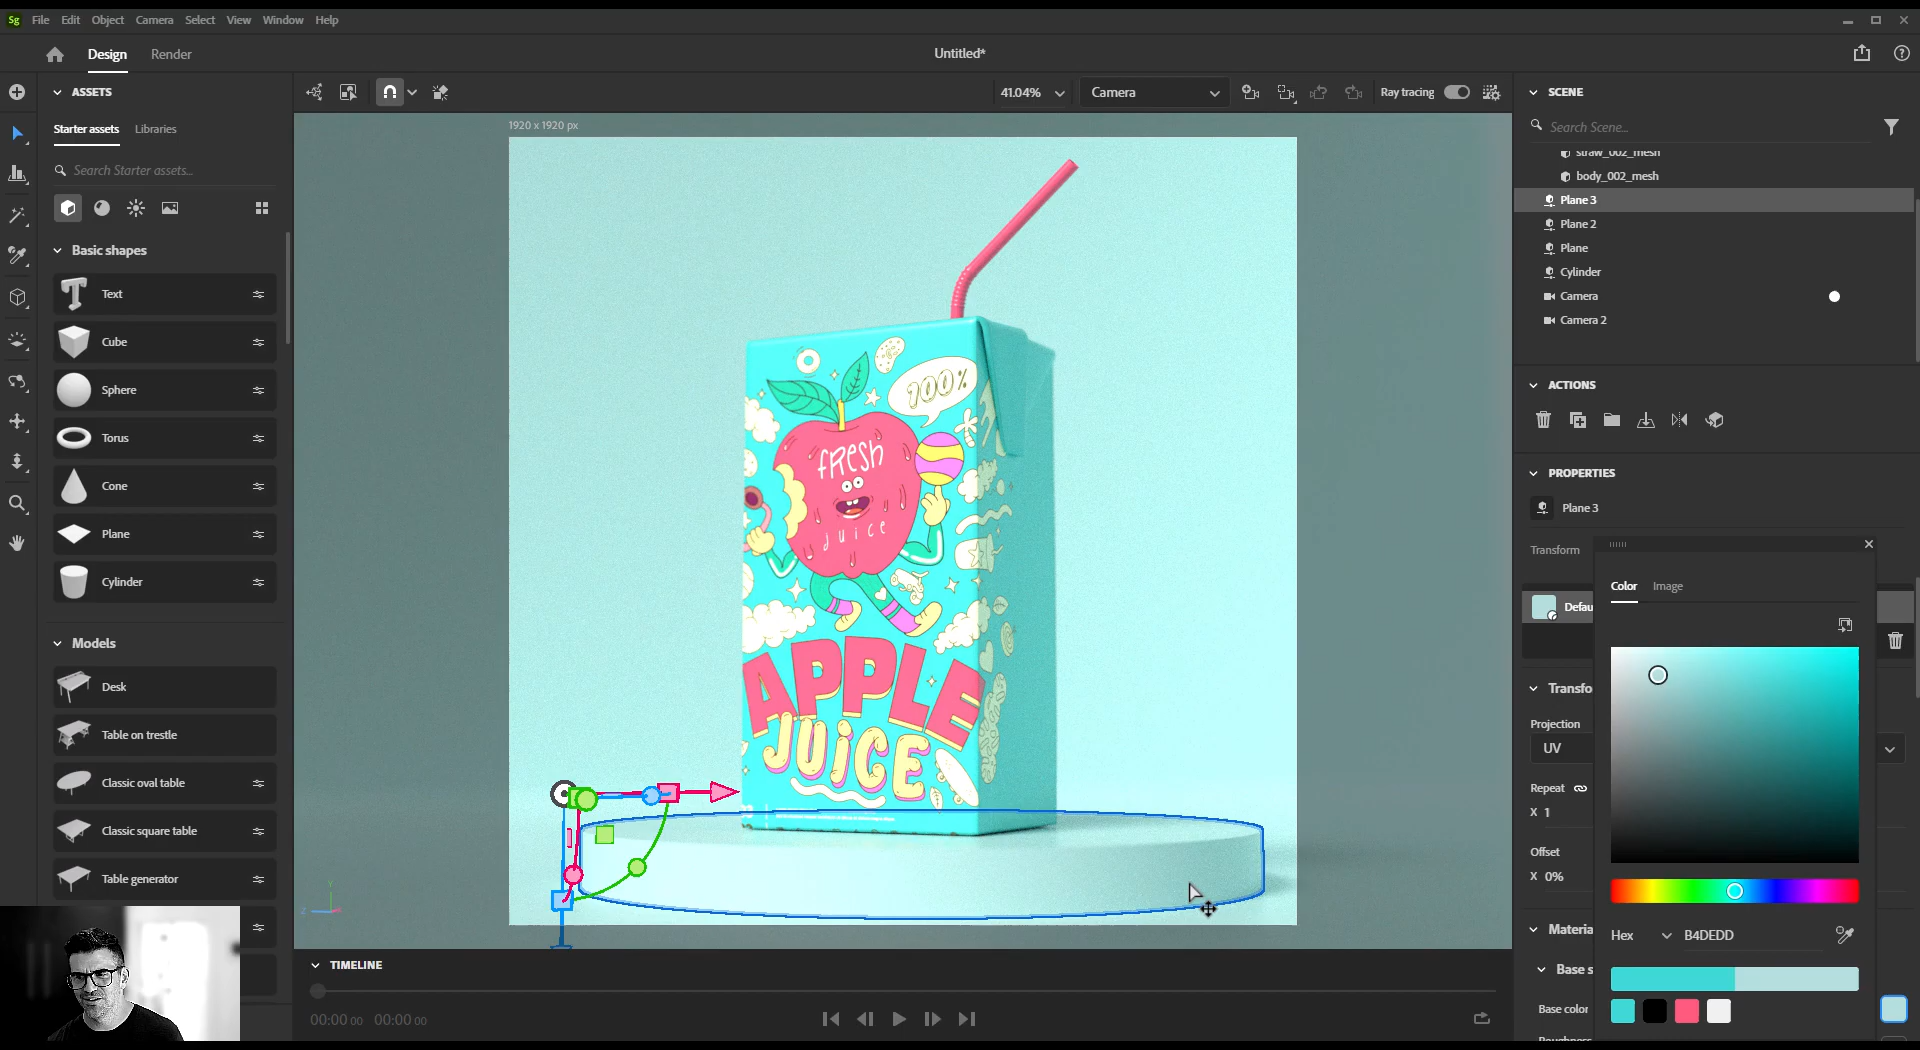 Sg File Edit Object Camera Select View Window Help
Design Render
Untitled*
ASSETS
Starter assets Libraries
Search Starter assets...
Basic shapes
Text
Cube
Sphere
Torus
Cone
Plane
Cylinder
Models
Desk
Table on trestle
Classic oval table
Classic square table
Table generator
41.04% Camera Ray tracing
1920 x 1920 px
100%
fRESH
juice
APPLE
JUiCE
Y
Z
TIMELINE
00:00:00 00:00:00
SCENE
Search Scene...
straw_002_mesh
body_002_mesh
Plane 3
Plane 2
Plane
Cylinder
Camera
Camera 2
ACTIONS
PROPERTIES
Plane 3
Transform
Defau
Transfo
Projection
UV
Repeat
X 1
Offset
X 0%
Materia
Base s
Base color
Roughness
Color Image
Hex B4DEDD